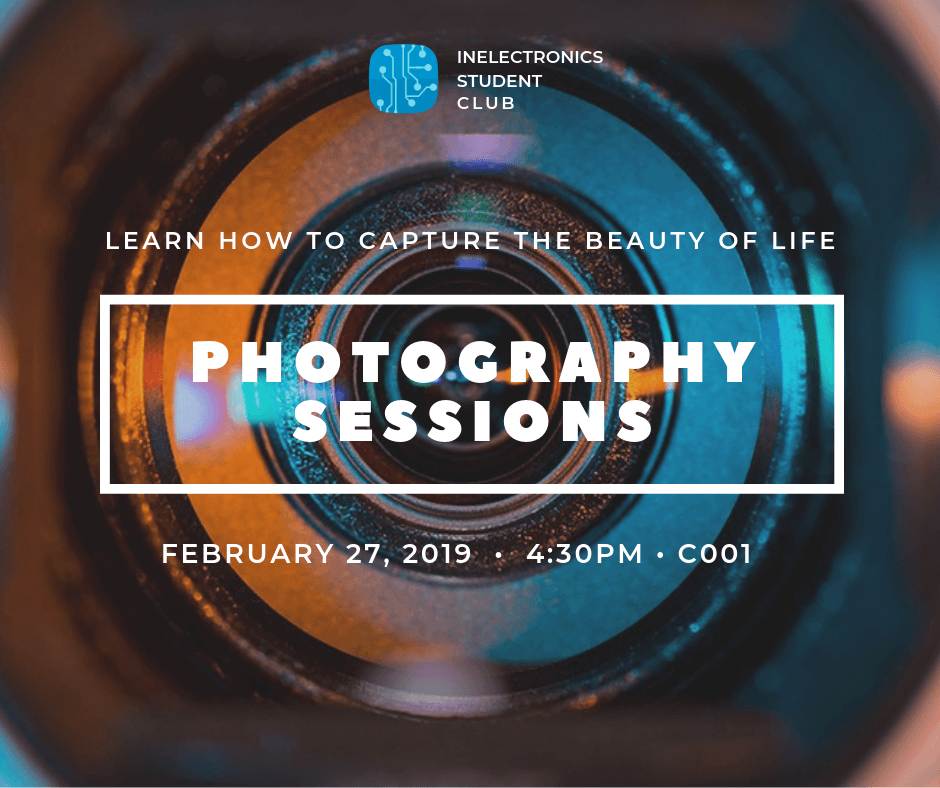 INELECTRONICS
STUDENT
CLUB
LEARN HOW TO CAPTURE THE BEAUTY OF LIFE
PHOTOGRAPHY
SESSIONS
FEBRUARY 27, 2019 • 4:30PM • C001